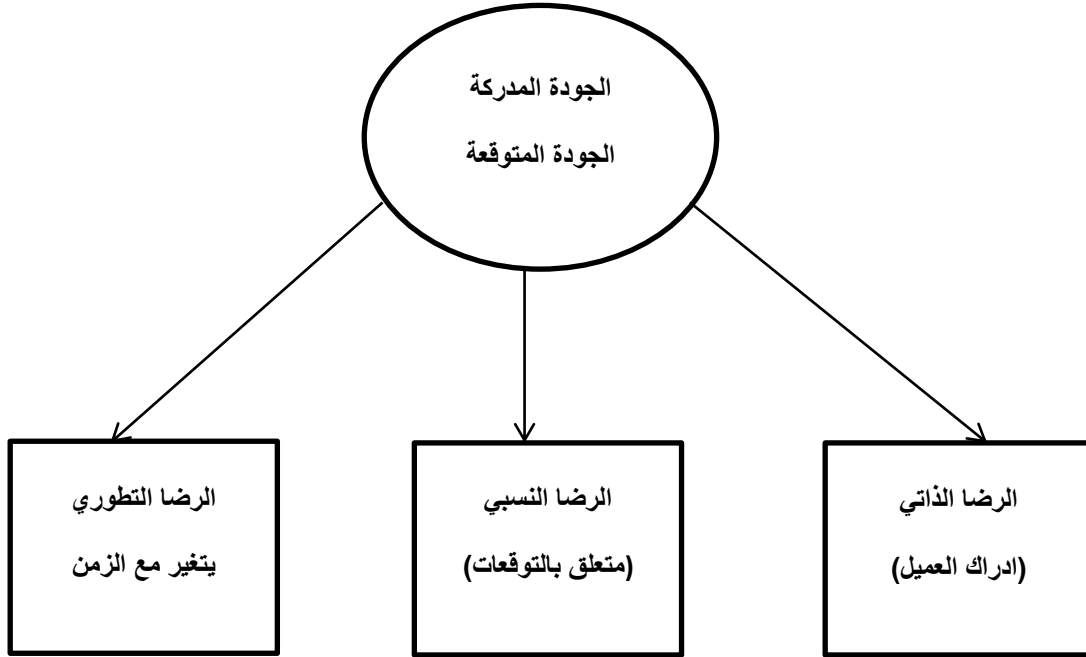 الجودة المدركة
الجودة المتوقعة
الرضا الذاتي
(ادراك العميل)
الرضا النسبي
(متعلق بالتوقعات)
الرضا التطوري
يتغير مع الزمن